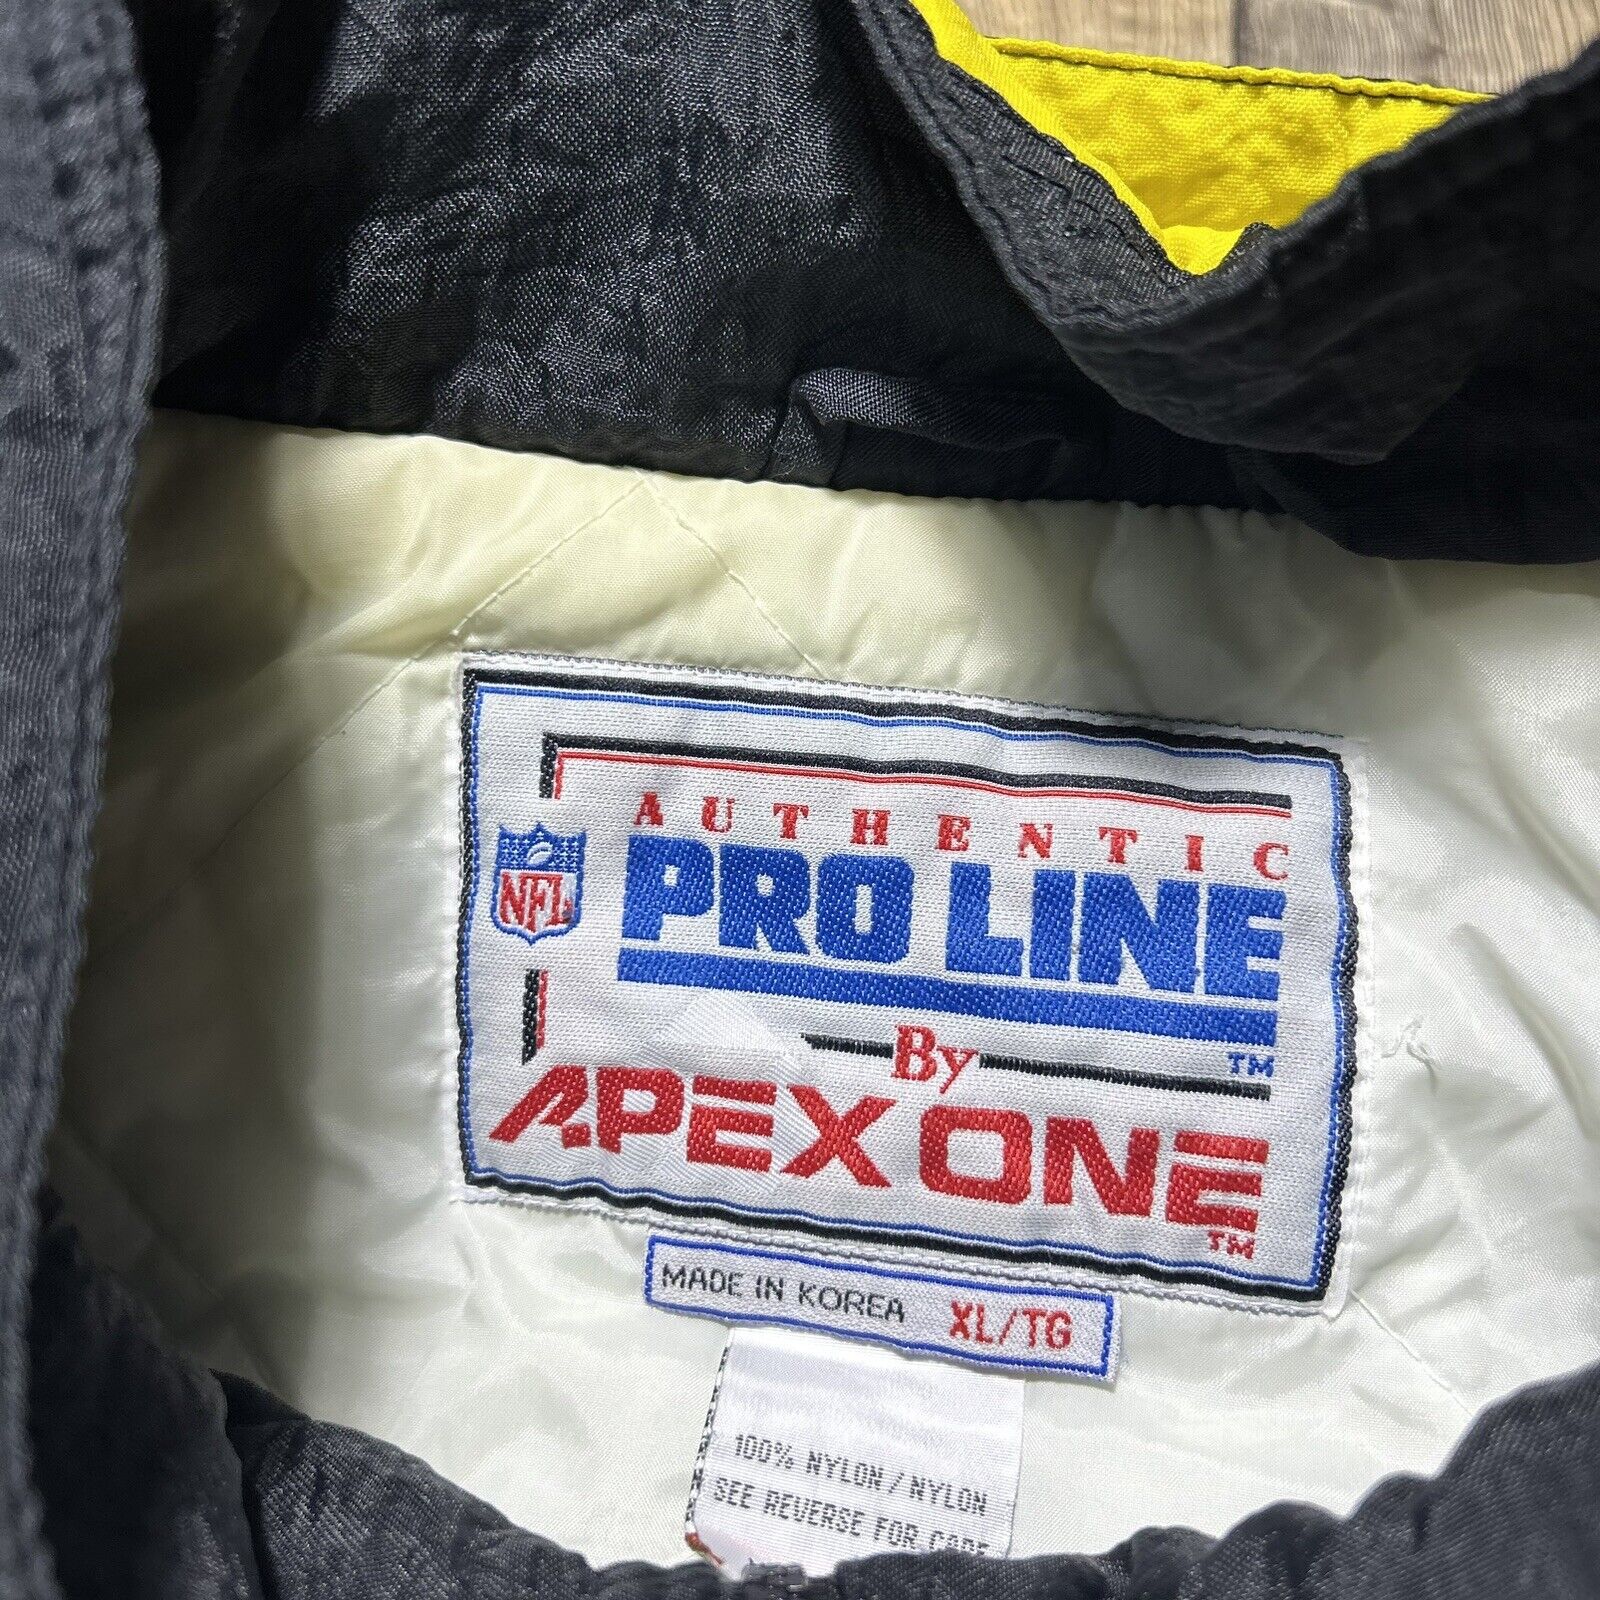 AUTHENTIC
NFL
PRO LINE
TM
By
APEX ONE
TM
MADE IN KOREA XL/TG
100% NYLON / NYLON
SEE REVERSE FOR CARE